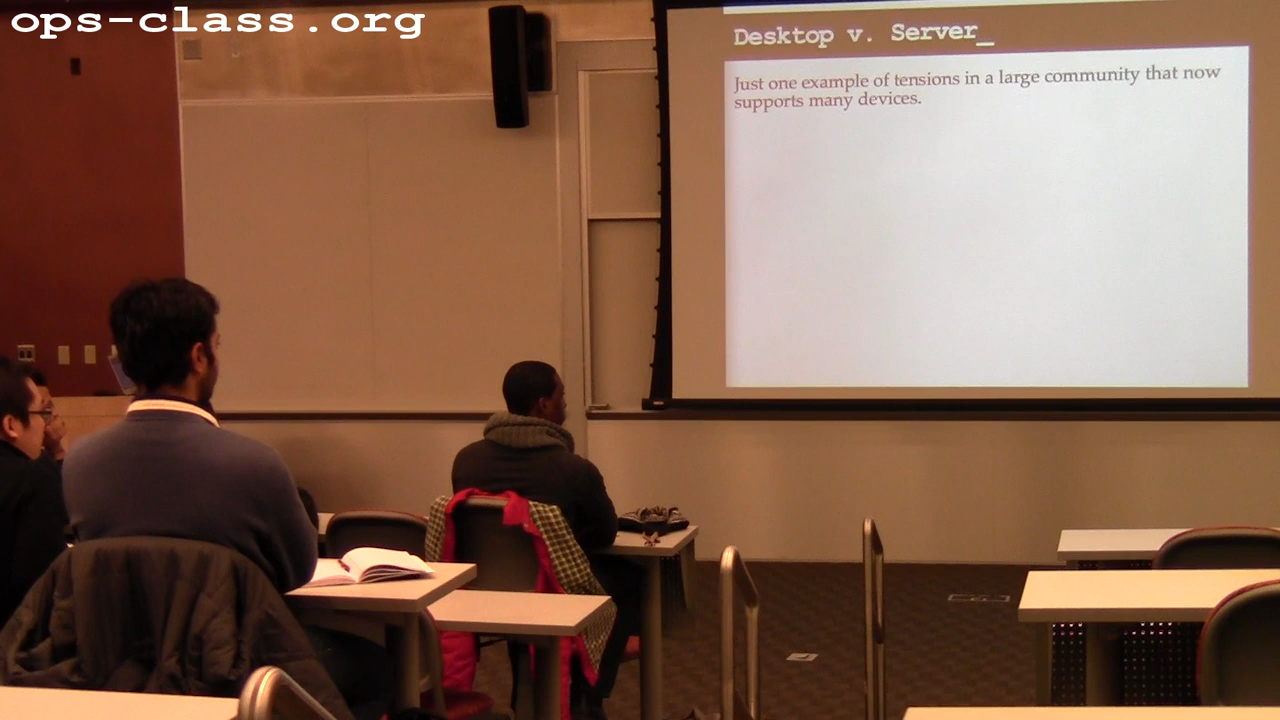 ops-class.org
Desktop v. Server_
Just one example of tensions in a large community that now
supports many devices.